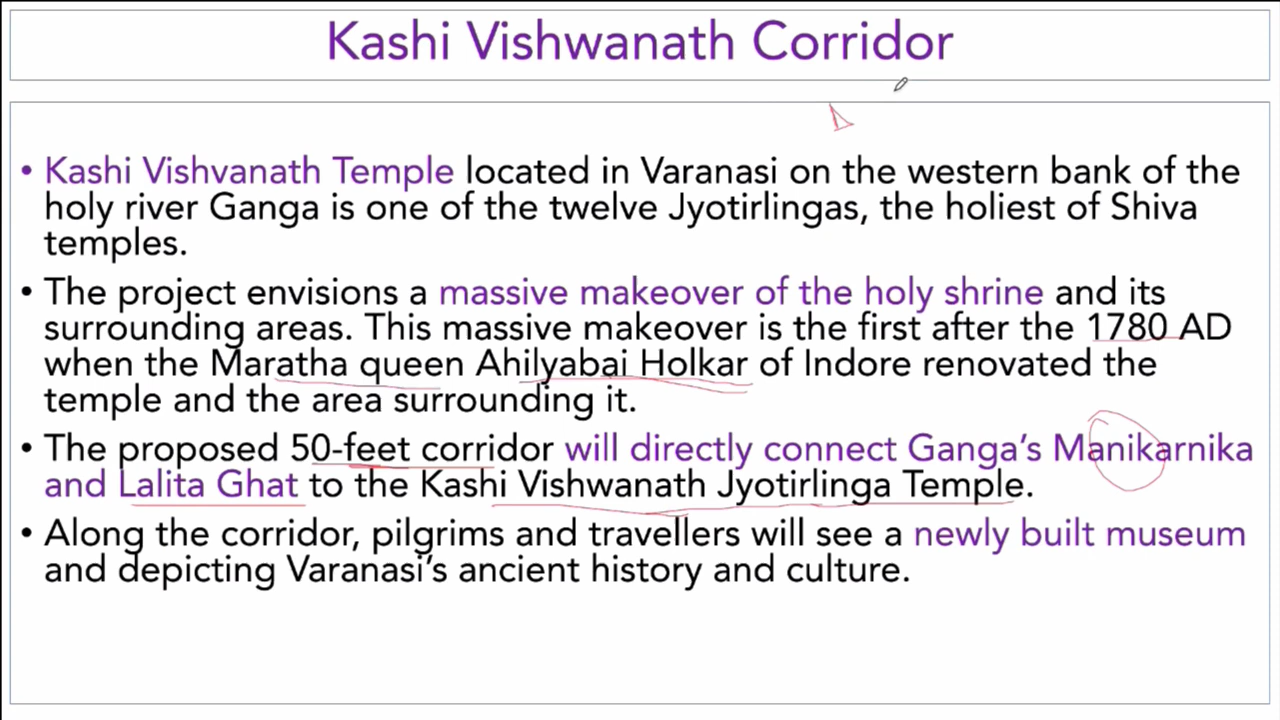 Kashi Vishwanath Corridor
• Kashi Vishvanath Temple located in Varanasi on the western bank of the
holy river Ganga is one of the twelve Jyotirlingas, the holiest of Shiva
temples.
• The project envisions a massive makeover of the holy shrine and its
surrounding areas. This massive makeover is the first after the 1780 AD
when the Maratha queen Ahilyabai Holkar of Indore renovated the
temple and the area surrounding it.
• The proposed 50-feet corridor will directly connect Ganga's Manikarnika
and Lalita Ghat to the Kashi Vishwanath Jyotirlinga Temple.
• Along the corridor, pilgrims and travellers will see a newly built museum
and depicting Varanasi's ancient history and culture.